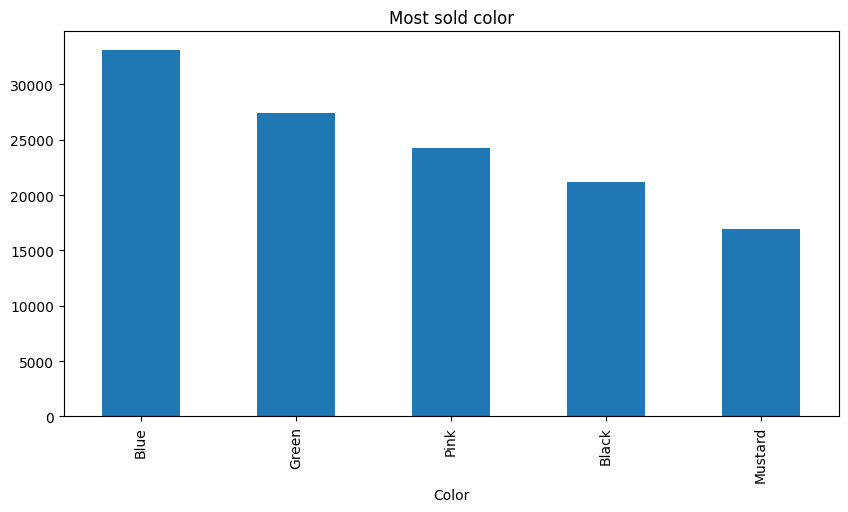 Most sold color
30000
25000
20000
15000
10000
5000
0
Blue
Green
Pink
Black
Mustard
Color